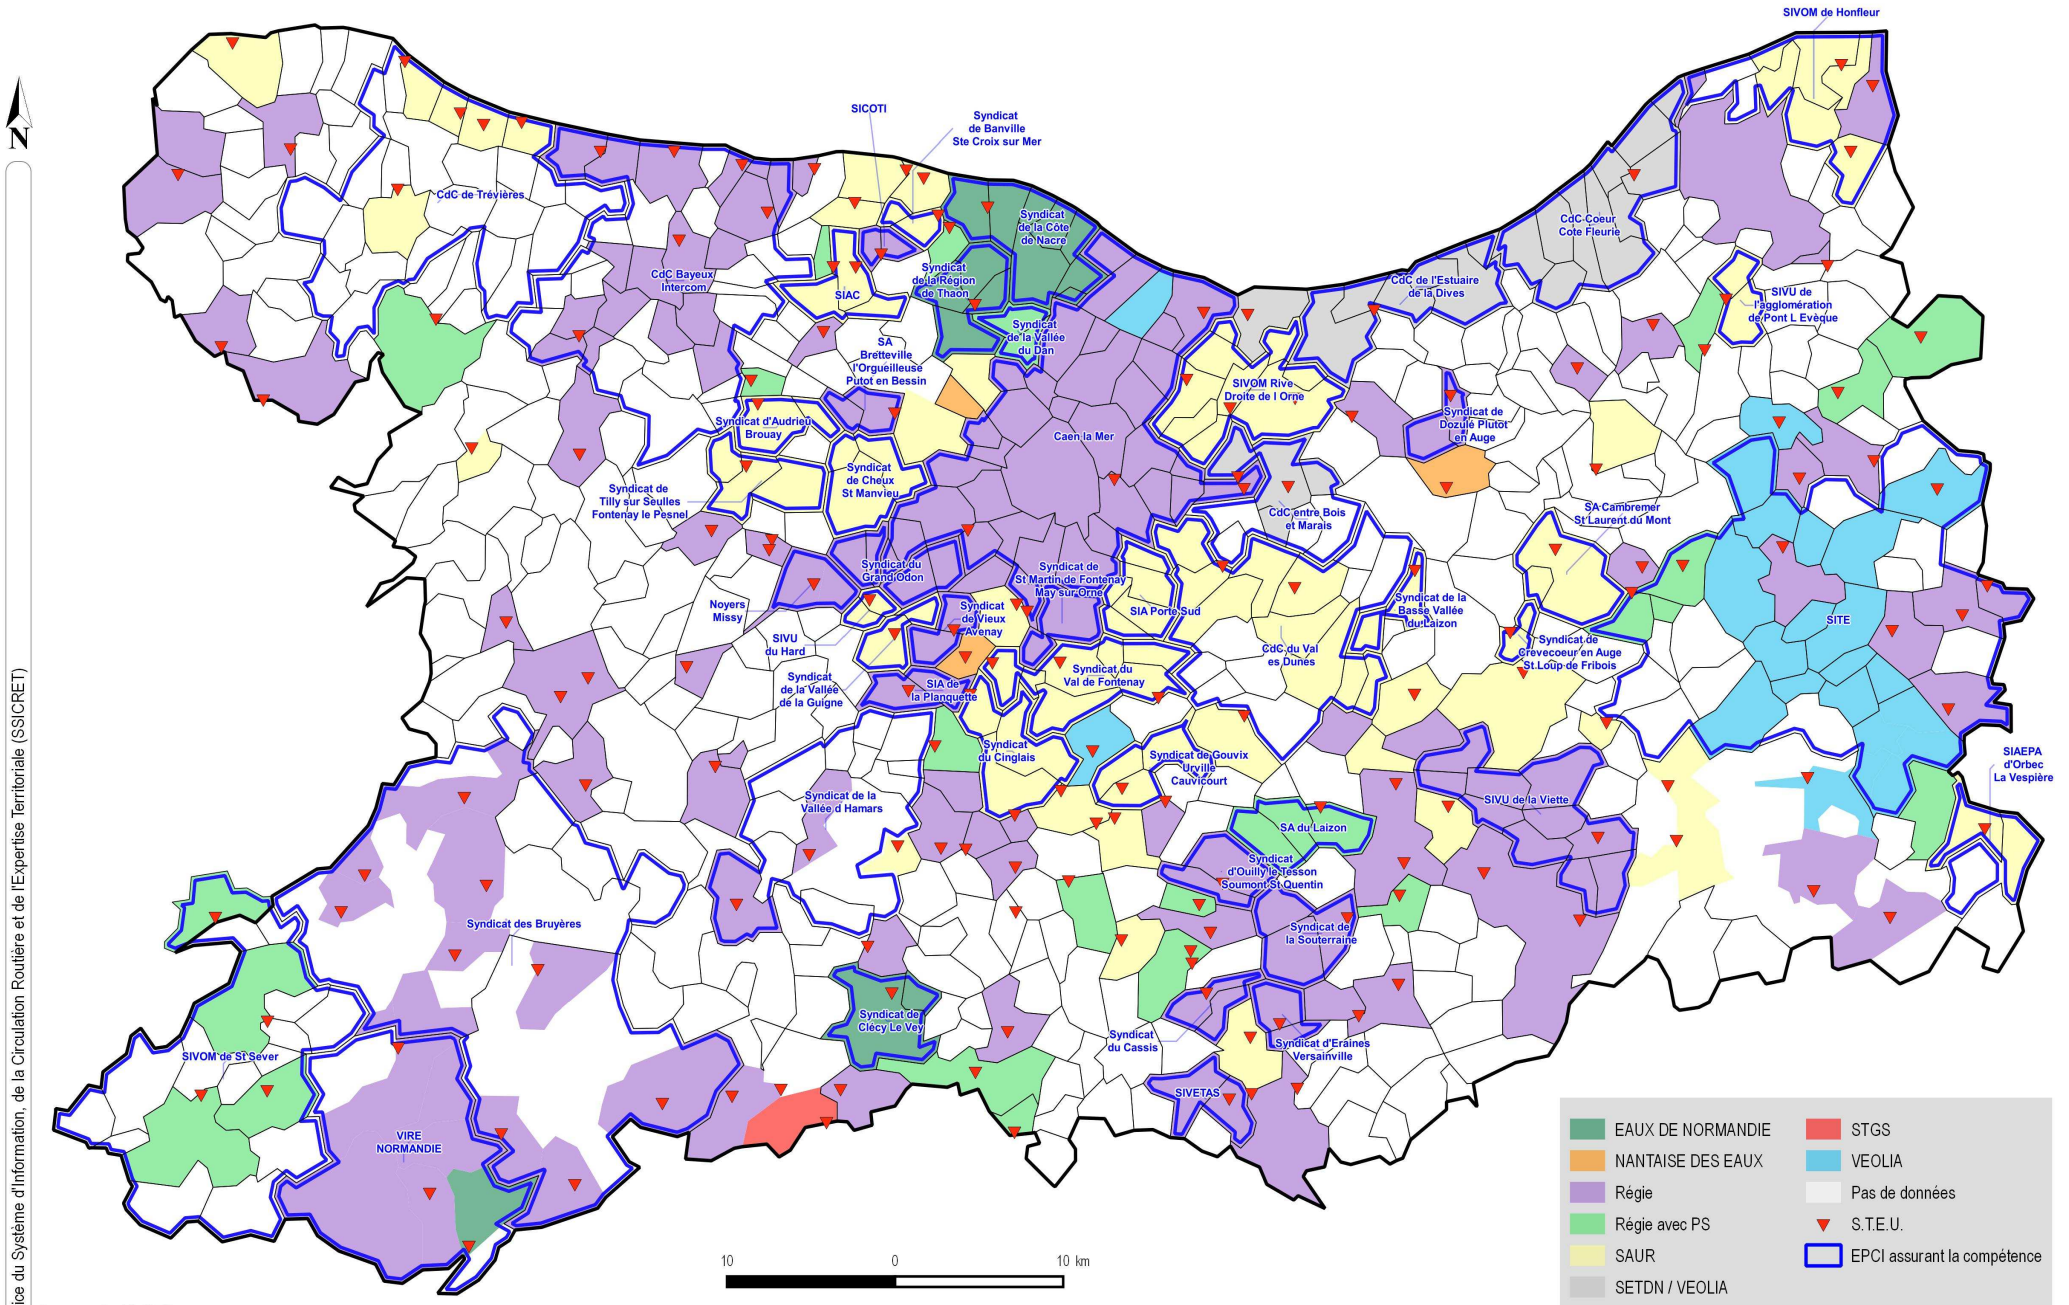 SIVOM de Honfleur
SICOTI
Syndicat
de Banville
Ste Croix sur Mer
N
CdC de Trévières
Syndicat
de la Côte
de Nacre
CdC Coeur
Cote Fleurie
CdC Bayeux
Intercom
Syndicat
de la Région
de Thaon
SIAC
CdC de l'Estuaire
de la Dives
SIVU de
l'agglomération
de Pont L Evèque
Syndicat
de la Vallée
du Dan
SA
Bretteville
l'Orgueilleuse
Putot en Bessin
SIVOM Rive
Droite de l Orne
Syndicat d'Audrieu
Brouay
Syndicat de
Dozulé Plutot
en Auge
Caen la Mer
Syndicat
de Cheux
St Manvieu
Syndicat de
Tilly sur Seulles
Fontenay le Pesnel
CdC entre Bois
et Marais
SA Cambremer
St Laurent du Mont
Syndicat du
Grand Odon
Syndicat de
St Martin de Fontenay
May sur Orne
Noyers
Missy
Syndicat
de Vieux
Avenay
SIA Porte Sud
Syndicat de la
Basse Vallée
du Laizon
SITE
SIVU
du Hard
CdC du Val
es Dunes
Syndicat de
Crevecoeur en Auge
St Loup de Fribois
Syndicat
de la Vallée
de la Guigne
SIA de
la Planquette
Syndicat du
Val de Fontenay
Syndicat
du Cinglais
Syndicat de Gouvix
Urville
Cauvicourt
SIAEPA
d'Orbec
La Vespière
Syndicat de la
Vallée d Hamars
SIVU de la Viette
SA du Laizon
Syndicat
d'Ouilly le Tesson
Soumont St Quentin
Syndicat des Bruyères
Syndicat de
la Souterraine
Syndicat de
Clécy Le Vey
Syndicat
du Cassis
Syndicat d'Eraines
Versainville
SIVOM de St Sever
SIVETAS
VIRE
NORMANDIE
ice du Système d'Information, de la Circulation Routière et de l'Expertise Territoriale (SSICRET)
10 0 10 km
EAUX DE NORMANDIE
NANTAISE DES EAUX
Régie
Régie avec PS
SAUR
SETDN / VEOLIA
STGS
VEOLIA
Pas de données
S.T.E.U.
EPCI assurant la compétence